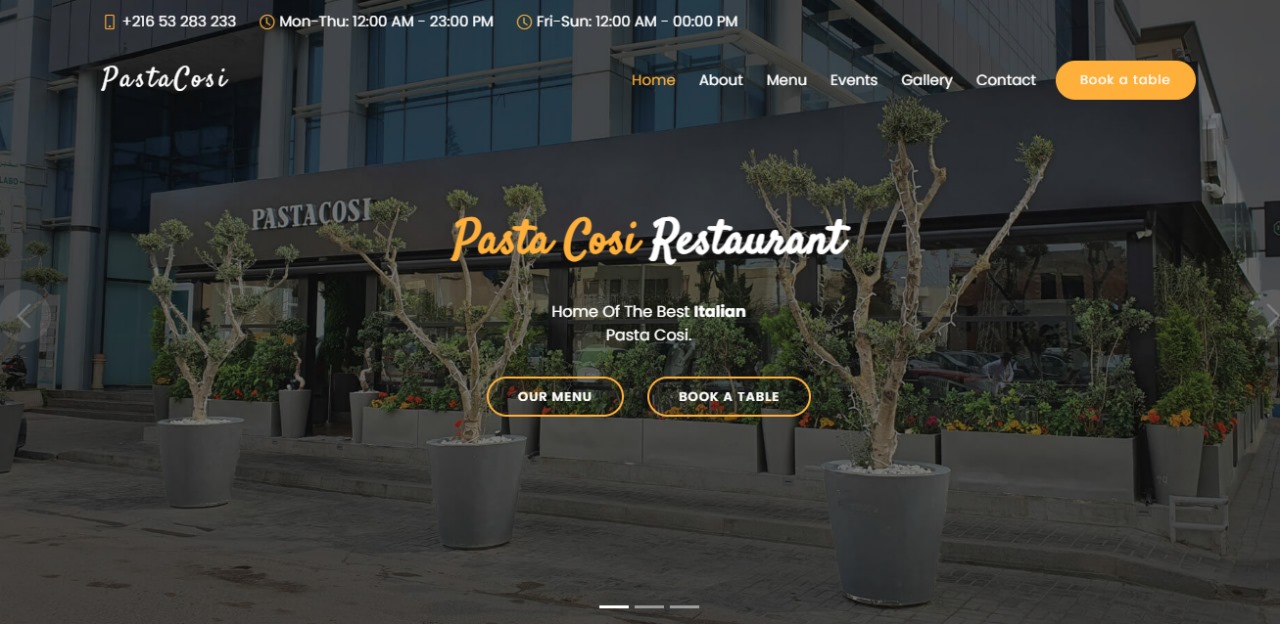 +216 53 283 233 Mon-Thu: 12:00 AM - 23:00 PM Fri-Sun: 12:00 AM - 00:00 PM
PastaCosi Home About Menu Events Gallery Contact Book a table
PASTACOSI
Pasta Cosi Restaurant
Home Of The Best Italian
Pasta Cosi.
OUR MENU BOOK A TABLE